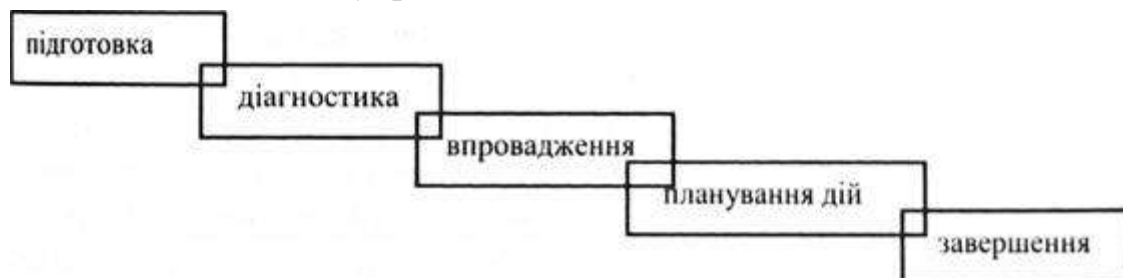 підготовка
діагностика
впровадження
планування дій
завершення